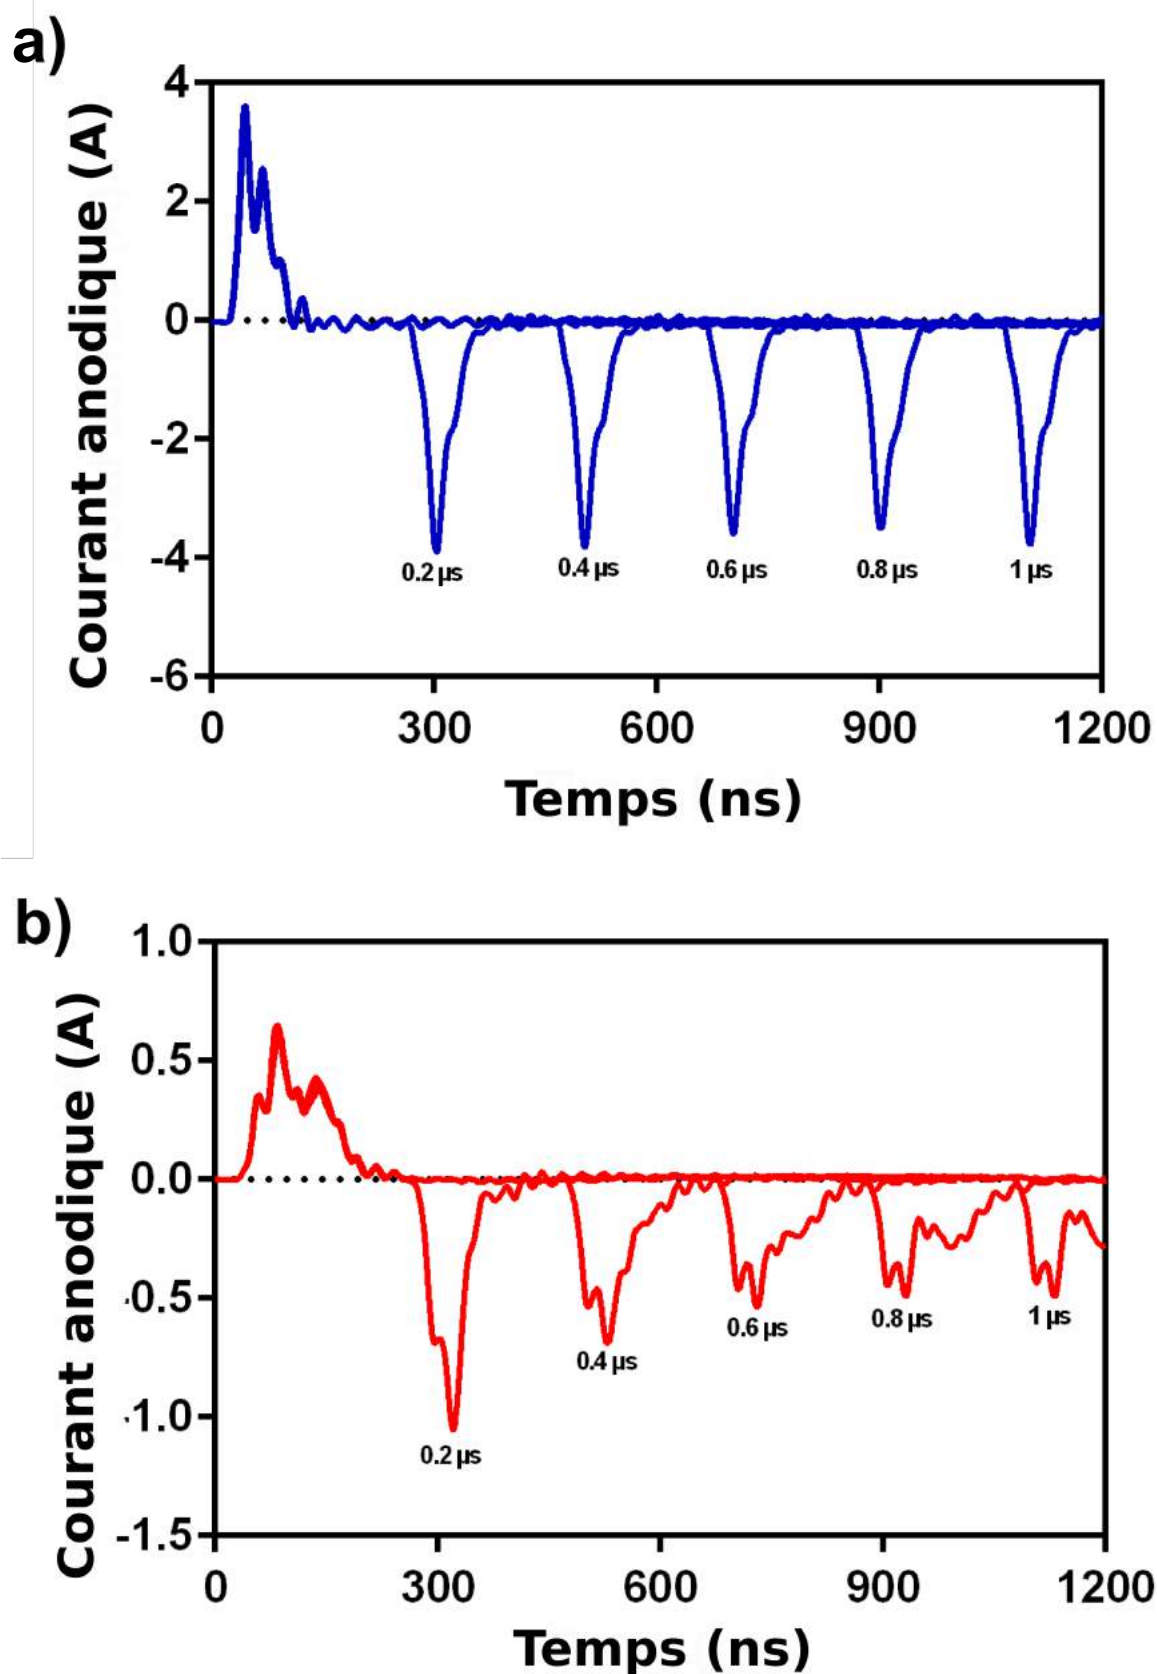 a)
Courant anodique (A)
4
2
0
-2
-4
-6
0.2 µs
0.4 µs
0.6 µs
0.8 µs
1 µs
0
300
600
900
1200
Temps (ns)
b)
Courant anodique (A)
1.0
0.5
0.0
-0.5
-1.0
-1.5
0.2 µs
0.4 µs
0.6 µs
0.8 µs
1 µs
0
300
600
900
1200
Temps (ns)